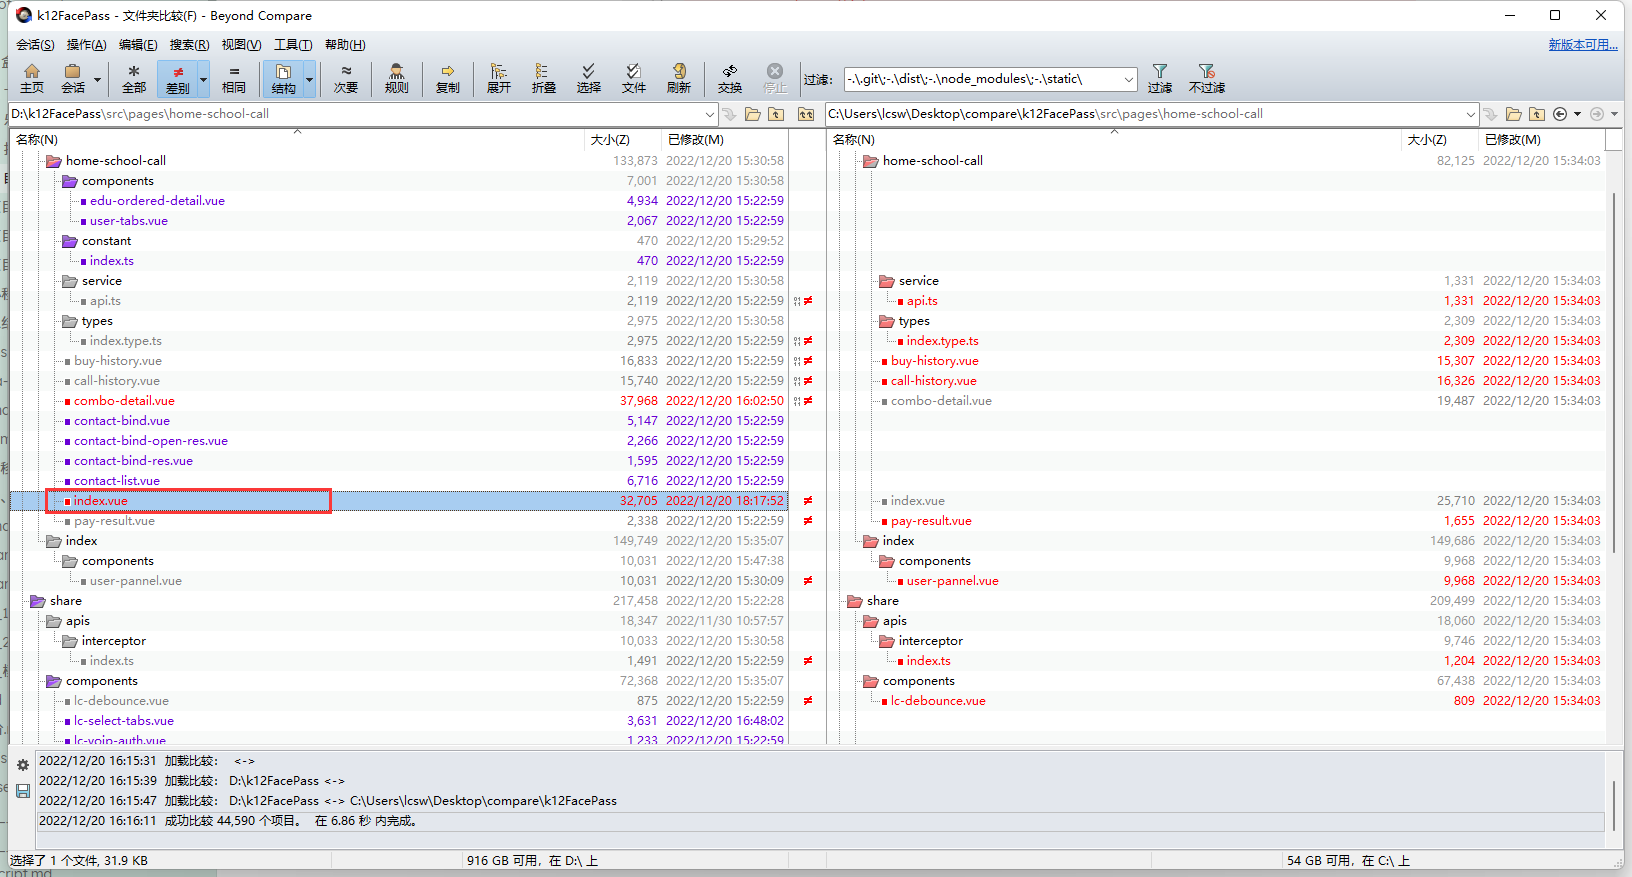 k12FacePass - 文件夹比较(F) - Beyond Compare
会话(S) 操作(A) 编辑(E) 搜索(R) 视图(V) 工具(T) 帮助(H) 新版本可用...
主页 会话 全部 差别 相同 结构 次要 规则 复制 展开 折叠 选择 文件 刷新 交换 停止 过滤: -.\.git\;-.\dist\;-.\node_modules\;-.\static\ 过滤 不过滤
D:\k12FacePass\src\pages\home-school-call C:\Users\lcsw\Desktop\compare\k12FacePass\src\pages\home-school-call
名称(N) 大小(Z) 已修改(M) 名称(N) 大小(Z) 已修改(M)
home-school-call 133,873 2022/12/20 15:30:58 home-school-call 82,125 2022/12/20 15:34:03
components 7,001 2022/12/20 15:30:58
edu-ordered-detail.vue 4,934 2022/12/20 15:22:59
user-tabs.vue 2,067 2022/12/20 15:22:59
constant 470 2022/12/20 15:29:52
index.ts 470 2022/12/20 15:22:59
service 2,119 2022/12/20 15:30:58 service 1,331 2022/12/20 15:34:03
api.ts 2,119 2022/12/20 15:22:59 ≠ api.ts 1,331 2022/12/20 15:34:03
types 2,975 2022/12/20 15:30:58 types 2,309 2022/12/20 15:34:03
index.type.ts 2,975 2022/12/20 15:22:59 ≠ index.type.ts 2,309 2022/12/20 15:34:03
buy-history.vue 16,833 2022/12/20 15:22:59 ≠ buy-history.vue 15,307 2022/12/20 15:34:03
call-history.vue 15,740 2022/12/20 15:22:59 ≠ call-history.vue 16,326 2022/12/20 15:34:03
combo-detail.vue 37,968 2022/12/20 16:02:50 ≠ combo-detail.vue 19,487 2022/12/20 15:34:03
contact-bind.vue 5,147 2022/12/20 15:22:59
contact-bind-open-res.vue 2,266 2022/12/20 15:22:59
contact-bind-res.vue 1,595 2022/12/20 15:22:59
contact-list.vue 6,716 2022/12/20 15:22:59
index.vue 32,705 2022/12/20 18:17:52 ≠ index.vue 25,710 2022/12/20 15:34:03
pay-result.vue 2,338 2022/12/20 15:22:59 ≠ pay-result.vue 1,655 2022/12/20 15:34:03
index 149,749 2022/12/20 15:35:07 index 149,686 2022/12/20 15:34:03
components 10,031 2022/12/20 15:47:38 components 9,968 2022/12/20 15:34:03
user-pannel.vue 10,031 2022/12/20 15:30:09 ≠ user-pannel.vue 9,968 2022/12/20 15:34:03
share 217,458 2022/12/20 15:22:28 share 209,499 2022/12/20 15:34:03
apis 18,347 2022/11/30 10:57:57 apis 18,060 2022/12/20 15:34:03
interceptor 10,033 2022/12/20 15:30:58 interceptor 9,746 2022/12/20 15:34:03
index.ts 1,491 2022/12/20 15:22:59 ≠ index.ts 1,204 2022/12/20 15:34:03
components 72,368 2022/12/20 15:35:07 components 67,438 2022/12/20 15:34:03
lc-debounce.vue 875 2022/12/20 15:22:59 ≠ lc-debounce.vue 809 2022/12/20 15:34:03
lc-select-tabs.vue 3,631 2022/12/20 16:48:02
lc-voip-auth.vue 1,233 2022/12/20 15:22:59
2022/12/20 16:15:31 加载比较: <->
2022/12/20 16:15:39 加载比较: D:\k12FacePass <->
2022/12/20 16:15:47 加载比较: D:\k12FacePass <-> C:\Users\lcsw\Desktop\compare\k12FacePass
2022/12/20 16:16:11 成功比较 44,590 个项目。 在 6.86 秒 内完成。
选择了 1 个文件, 31.9 KB 916 GB 可用，在 D:\ 上 54 GB 可用，在 C:\ 上
cript.md